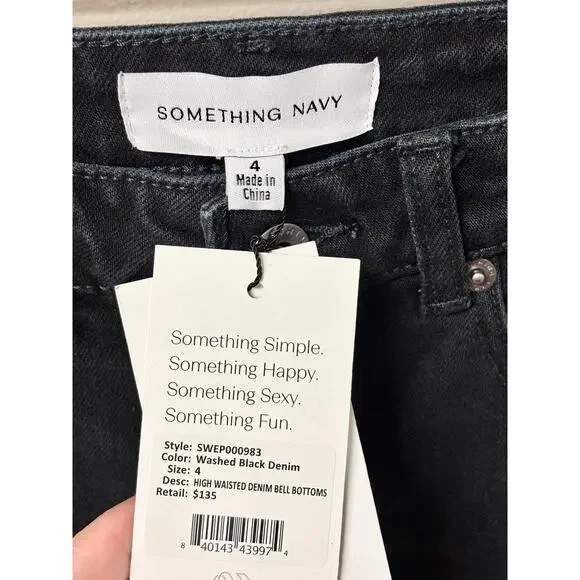 SOMETHING NAVY
4
Made in
China
Something Simple.
Something Happy.
Something Sexy.
Something Fun.
Style: SWEP000983
Color: Washed Black Denim
Size: 4
Desc: HIGH WAISTED DENIM BELL BOTTOMS
Retail: $135
8 40143 43997 4